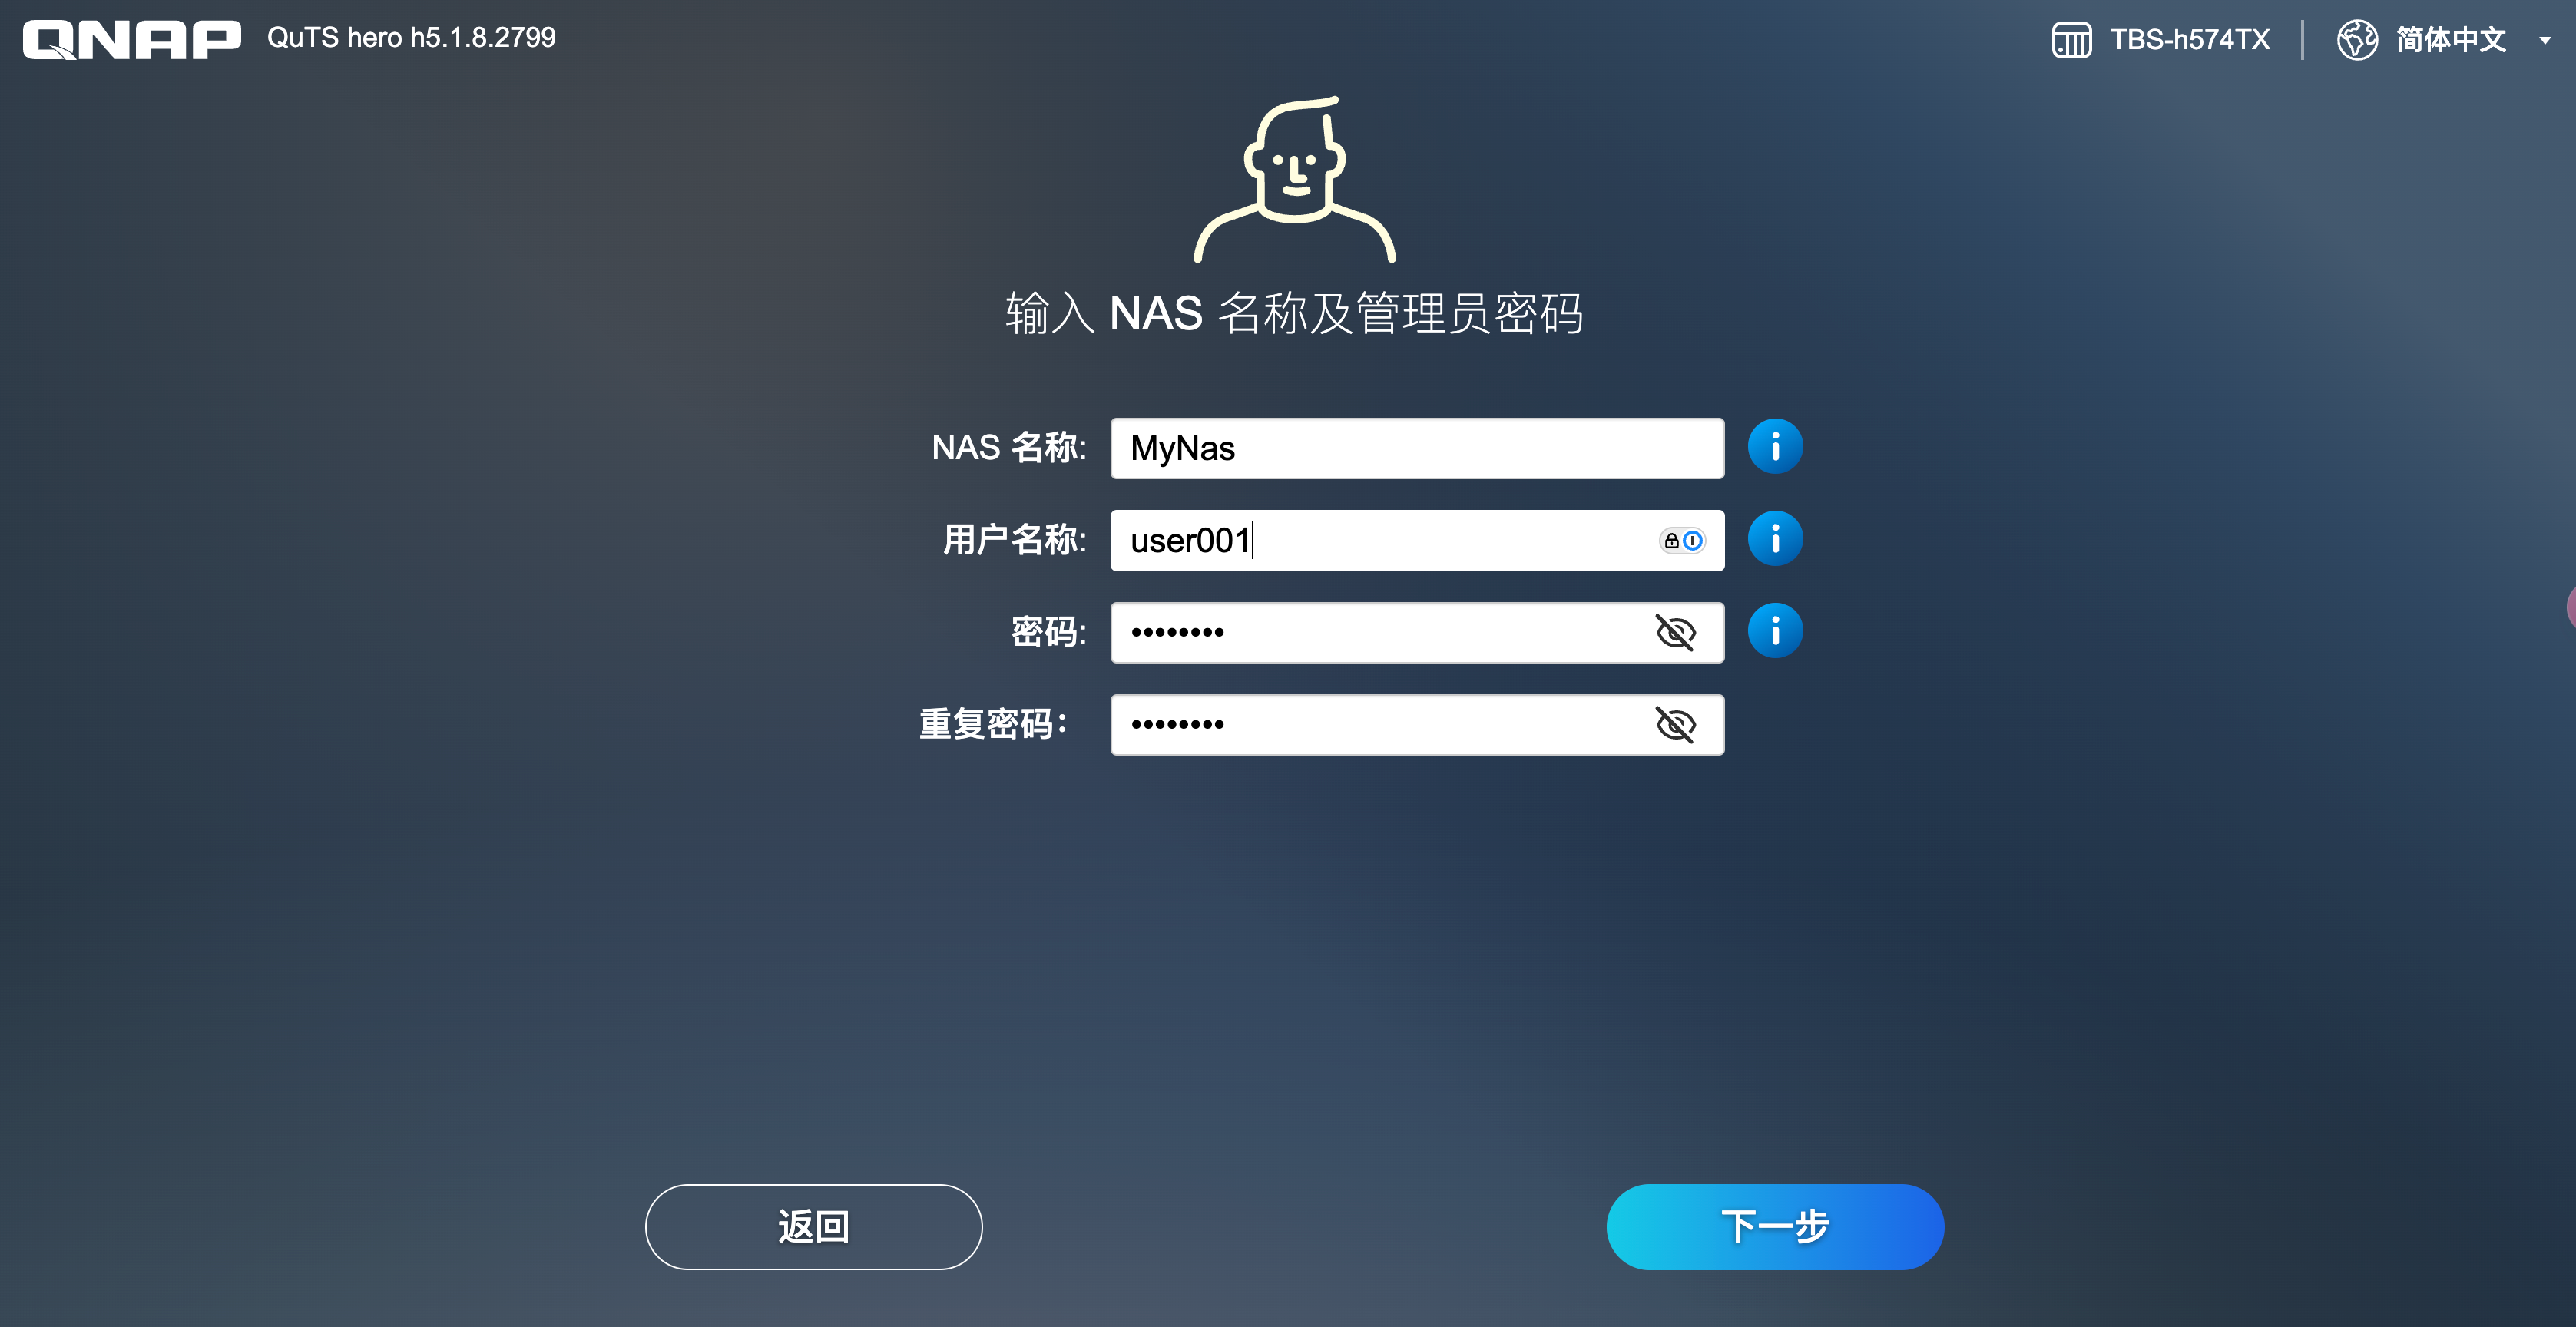 QNAP QuTS hero h5.1.8.2799 TBS-h574TX 简体中文
输入 NAS 名称及管理员密码
NAS 名称: MyNas
用户名称: user001
密码: ••••••••
重复密码： ••••••••
返回 下一步